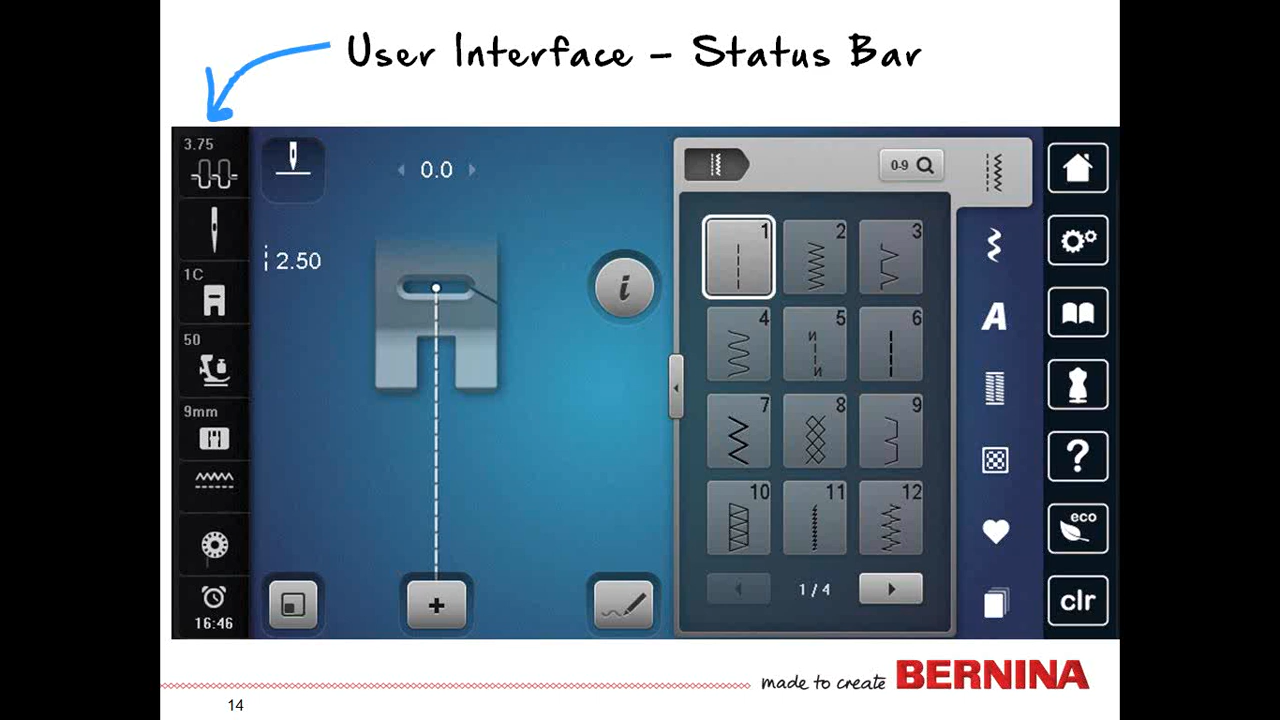 User Interface – Status Bar
3.75
0.0
0-9
2.50
i
1C
50
9mm
16:46
1 2 3
4 5 6
7 8 9
10 11 12
1 / 4
A
?
eco
clr
+
made to create BERNINA
14